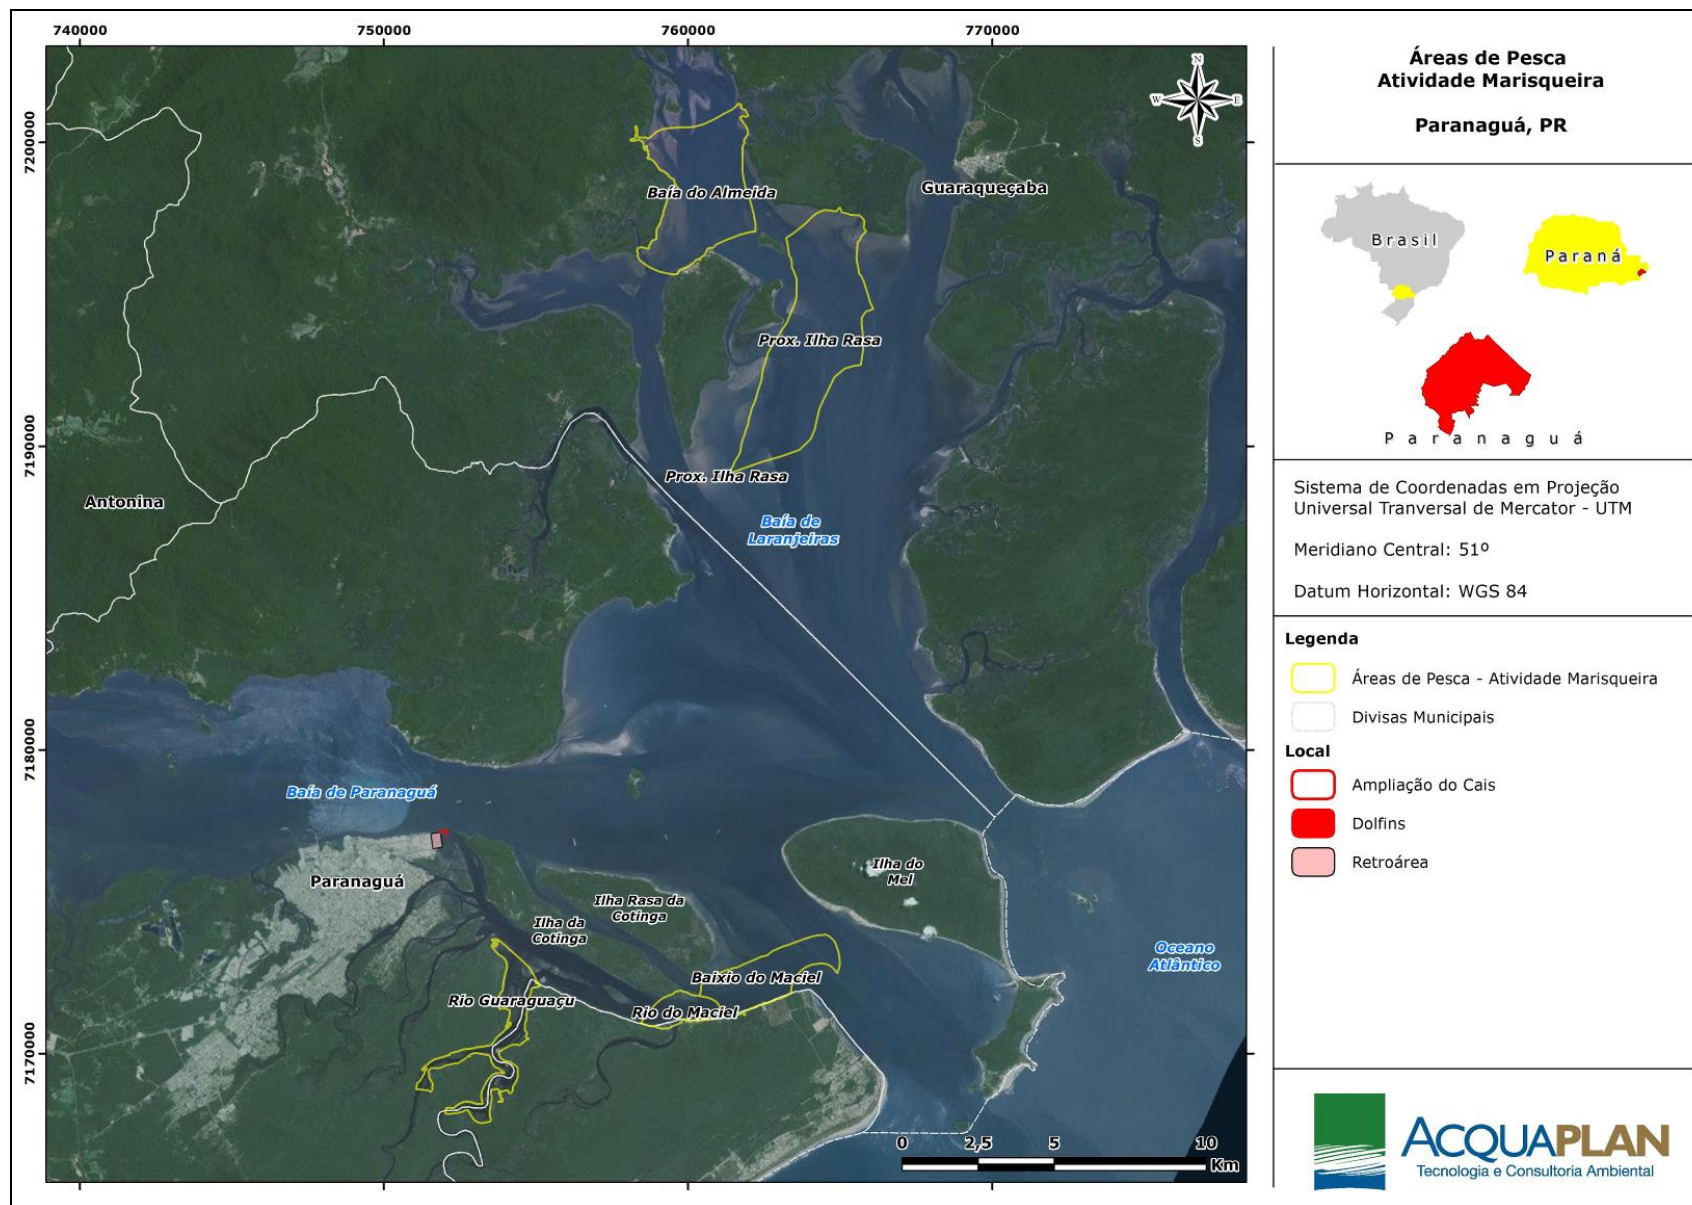 740000
750000
760000
770000
7200000
7190000
7180000
7170000
N
W
E
S
Baía do Almeida
Guaraqueçaba
Prox. Ilha Rasa
Prox. Ilha Rasa
Antonina
Baía de
Laranjeiras
Baía de Paranaguá
Paranaguá
Ilha do
Mel
Ilha Rasa da
Cotinga
Ilha da
Cotinga
Oceano
Atlântico
Baixio do Maciel
Rio Guaraguaçu
Rio do Maciel
0 2,5 5 10
Km
Áreas de Pesca
Atividade Marisqueira
Paranaguá, PR
Brasil
Paraná
Paranaguá
Sistema de Coordenadas em Projeção
Universal Tranversal de Mercator - UTM
Meridiano Central: 51º
Datum Horizontal: WGS 84
Legenda
Áreas de Pesca - Atividade Marisqueira
Divisas Municipais
Local
Ampliação do Cais
Dolfins
Retroárea
ACQUAPLAN
Tecnologia e Consultoria Ambiental